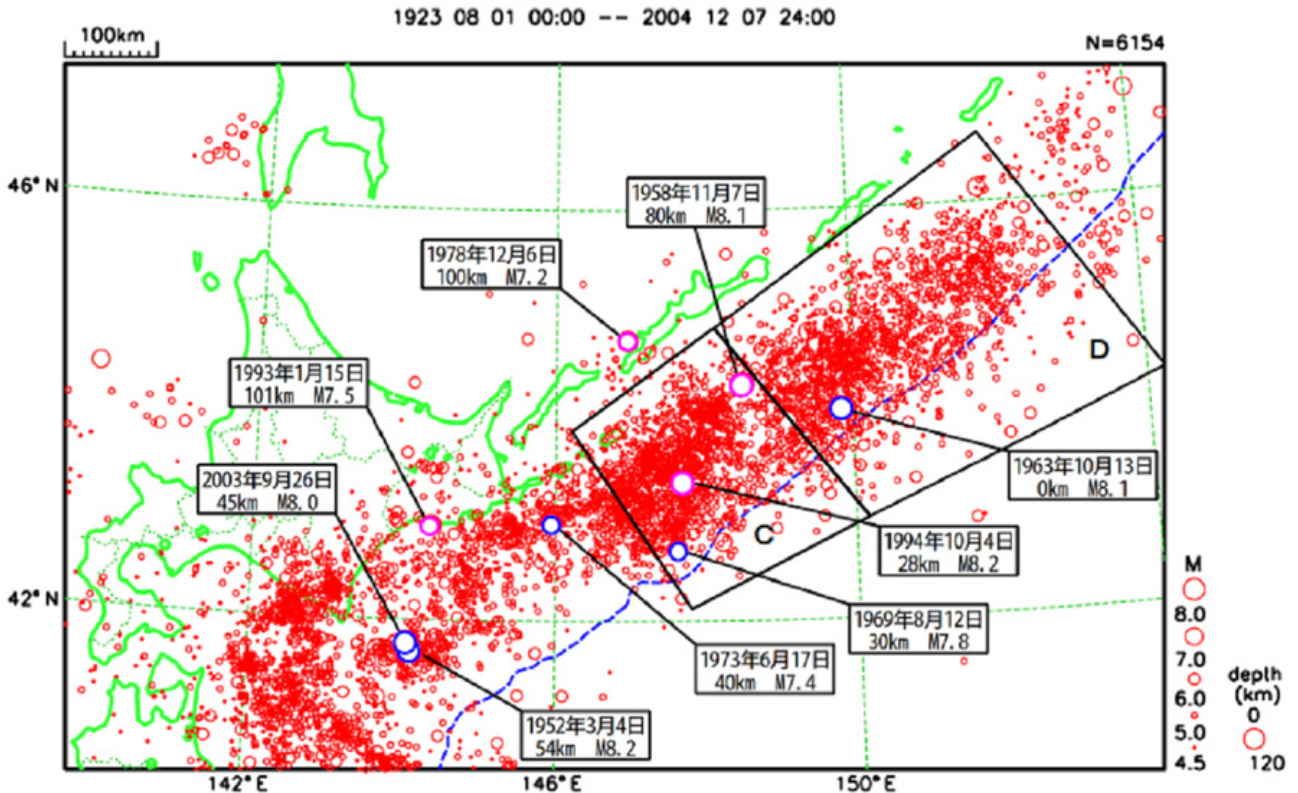 1923 08 01 00:00 -- 2004 12 07 24:00
100km
N=6154
46°N
1958年11月7日
80km M8.1
1978年12月6日
100km M7.2
D
1993年1月15日
101km M7.5
2003年9月26日
45km M8.0
1963年10月13日
0km M8.1
C
1994年10月4日
28km M8.2
42°N
1969年8月12日
30km M7.8
1973年6月17日
40km M7.4
1952年3月4日
54km M8.2
M
8.0
7.0
6.0
5.0
4.5
depth
(km)
0
120
142°E
146°E
150°E